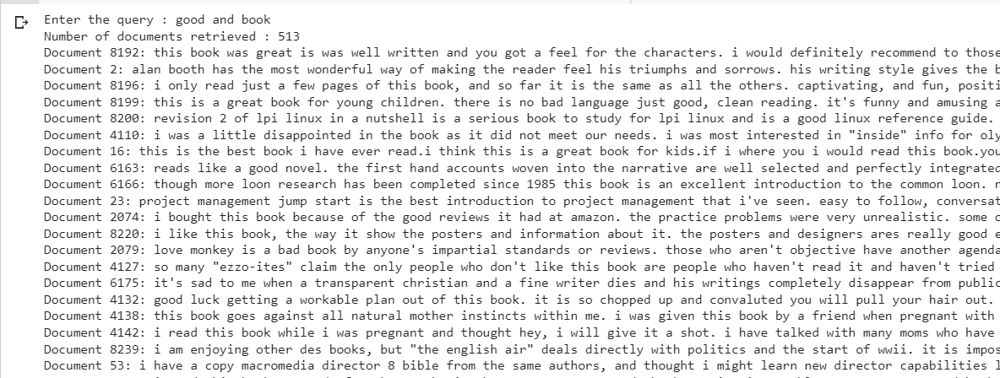 Enter the query : good and book
Number of documents retrieved : 513
Document 8192: this book was great is was well written and you got a feel for the characters. i would definitely recommend to those
Document 2: alan booth has the most wonderful way of making the reader feel his triumphs and sorrows. his writing style gives the b
Document 8196: i only read just a few pages of this book, and so far it is the same as all the others. captivating, and fun, positi
Document 8199: this is a great book for young children. there is no bad language just good, clean reading. it's funny and amusing a
Document 8200: revision 2 of lpi linux in a nutshell is a serious book to study for lpi linux and is a good linux reference guide.
Document 4110: i was a little disappointed in the book as it did not meet our needs. i was most interested in "inside" info for oly
Document 16: this is the best book i have ever read.i think this is a great book for kids.if i where you i would read this book.you
Document 6163: reads like a good novel. the first hand accounts woven into the narrative are well selected and perfectly integrated
Document 6166: though more loon research has been completed since 1985 this book is an excellent introduction to the common loon. n
Document 23: project management jump start is the best introduction to project management that i've seen. easy to follow, conversat
Document 2074: i bought this book because of the good reviews it had at amazon. the practice problems were very unrealistic. some o
Document 8220: i like this book, the way it show the posters and information about it. the posters and designers ares really good e
Document 2079: love monkey is a bad book by anyone's impartial standards or reviews. those who aren't objective have another agenda
Document 4127: so many "ezzo-ites" claim the only people who don't like this book are people who haven't read it and haven't tried
Document 6175: it's sad to me when a transparent christian and a fine writer dies and his writings completely disappear from public
Document 4132: good luck getting a workable plan out of this book. it is so chopped up and convaluted you will pull your hair out.
Document 4138: this book goes against all natural mother instincts within me. i was given this book by a friend when pregnant with
Document 4142: i read this book while i was pregnant and thought hey, i will give it a shot. i have talked with many moms who have
Document 8239: i am enjoying other des books, but "the english air" deals directly with politics and the start of wwii. it is impos
Document 53: i have a copy macromedia director 8 bible from the same authors, and thought i might learn new director capabilities l